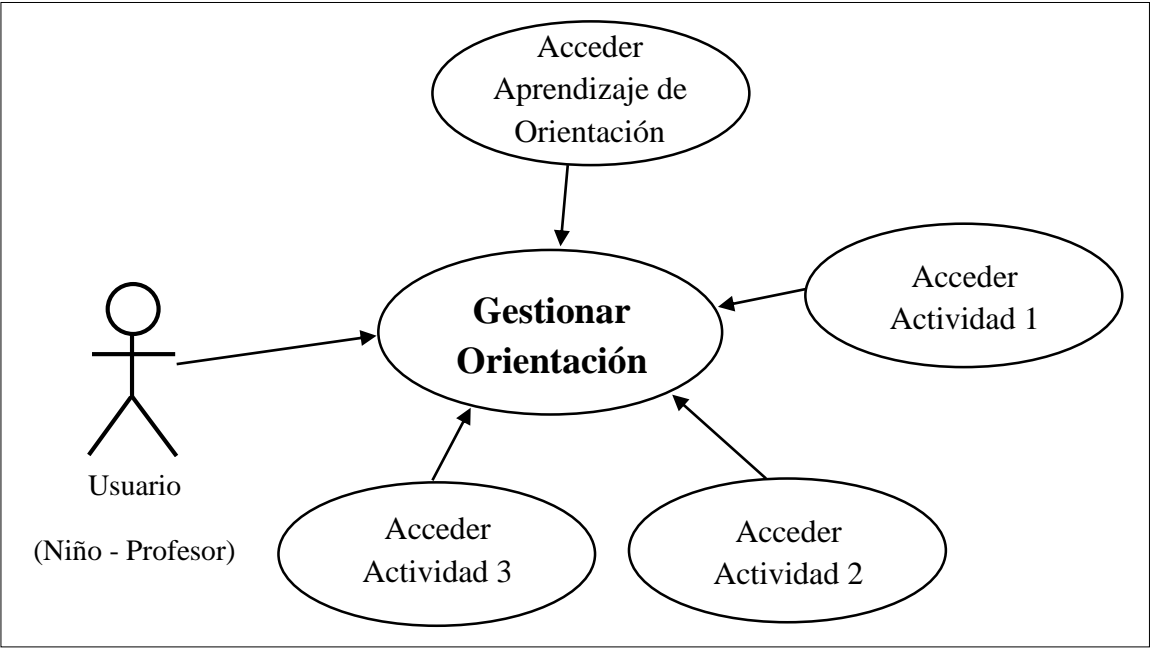 Acceder
Aprendizaje de
Orientación
Acceder
Actividad 1
Gestionar
Orientación
Usuario
(Niño - Profesor)
Acceder
Actividad 3
Acceder
Actividad 2